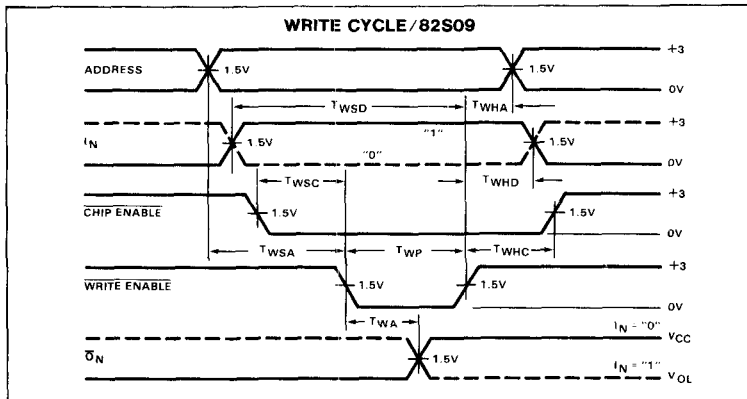 WRITE CYCLE/82S09
ADDRESS
1.5V
1.5V
+3
0V
TWSD
TWHA
IN
1.5V
"1"
"0"
1.5V
+3
0V
TWSC
TWHD
CHIP ENABLE
1.5V
1.5V
+3
0V
TWSA
TWP
TWHC
WRITE ENABLE
1.5V
1.5V
+3
0V
TWA
IN = "0"
VCC
ON
1.5V
IN = "1"
VOL